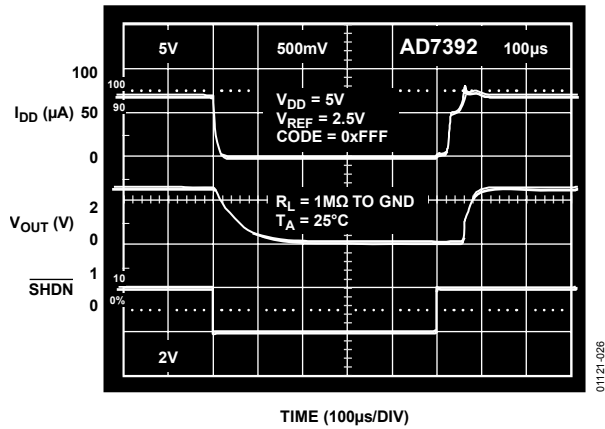 5V 500mV AD7392 100µs
100
100
90
I_DD (µA) 50
0
V_DD = 5V
V_REF = 2.5V
CODE = 0xFFF
R_L = 1MΩ TO GND
T_A = 25°C
2
V_OUT (V)
0
1
10
SHDN
0%
0
2V
TIME (100µs/DIV)
01121-026